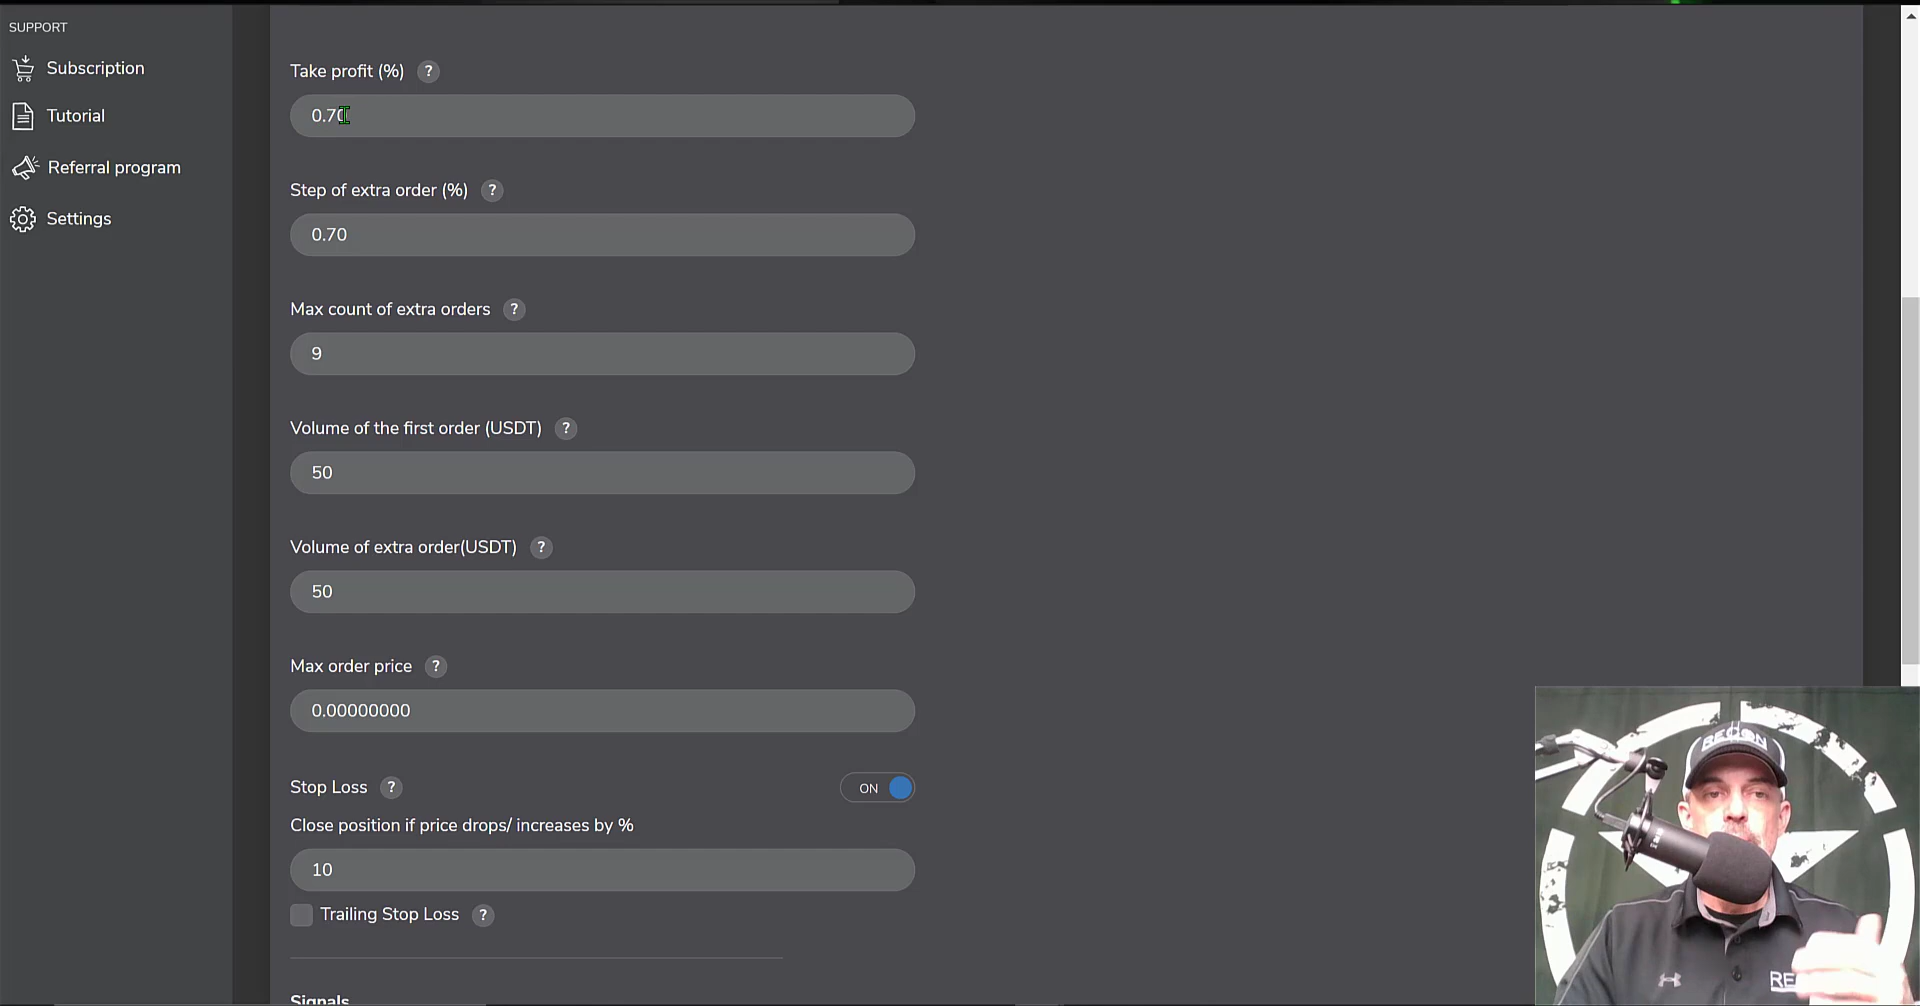 SUPPORT
Subscription
Tutorial
Referral program
Settings
Take profit (%) ?
0.70
Step of extra order (%) ?
0.70
Max count of extra orders ?
9
Volume of the first order (USDT) ?
50
Volume of extra order(USDT) ?
50
Max order price ?
0.00000000
Stop Loss ?
ON
Close position if price drops/ increases by %
10
Trailing Stop Loss ?
Signals
RECON